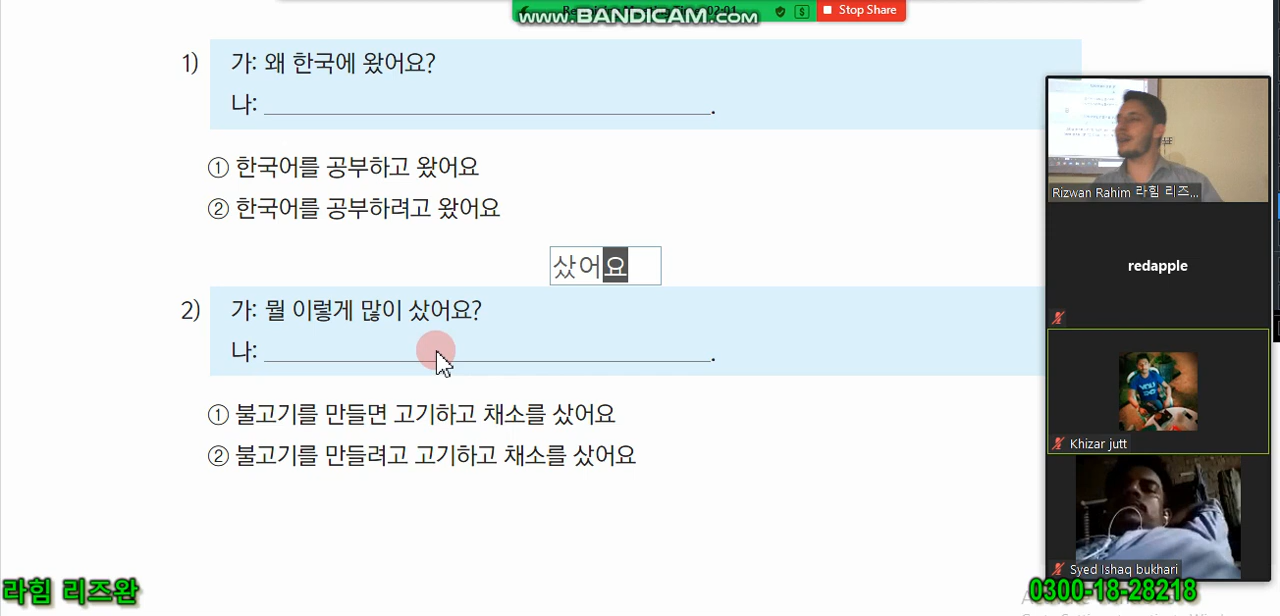 www.BANDICAM.com
Stop Share
1)
가: 왜 한국에 왔어요?
나: .
① 한국어를 공부하고 왔어요
② 한국어를 공부하려고 왔어요
샀어요
2)
가: 뭘 이렇게 많이 샀어요?
나: .
① 불고기를 만들면 고기하고 채소를 샀어요
② 불고기를 만들려고 고기하고 채소를 샀어요
Rizwan Rahim 라힘 리즈...
redapple
Khizar jutt
Syed Ishaq bukhari
라힘 리즈완
0300-18-28218